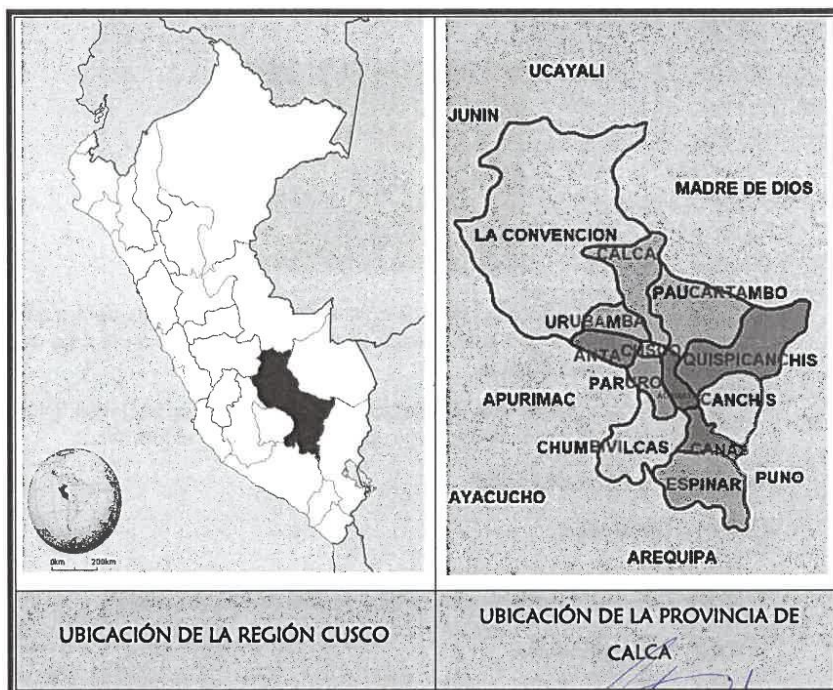 UCAYALI
JUNIN
MADRE DE DIOS
LA CONVENCION
CALCA
PAUCARTAMBO
URUBAMBA
ANTA
CUSCO
QUISPICANCHIS
PARURO
APURIMAC
CANCHIS
CHUMBIVILCAS
CANAS
PUNO
ESPINAR
AYACUCHO
AREQUIPA
0km 200km
UBICACIÓN DE LA REGIÓN CUSCO
UBICACIÓN DE LA PROVINCIA DE
CALCA